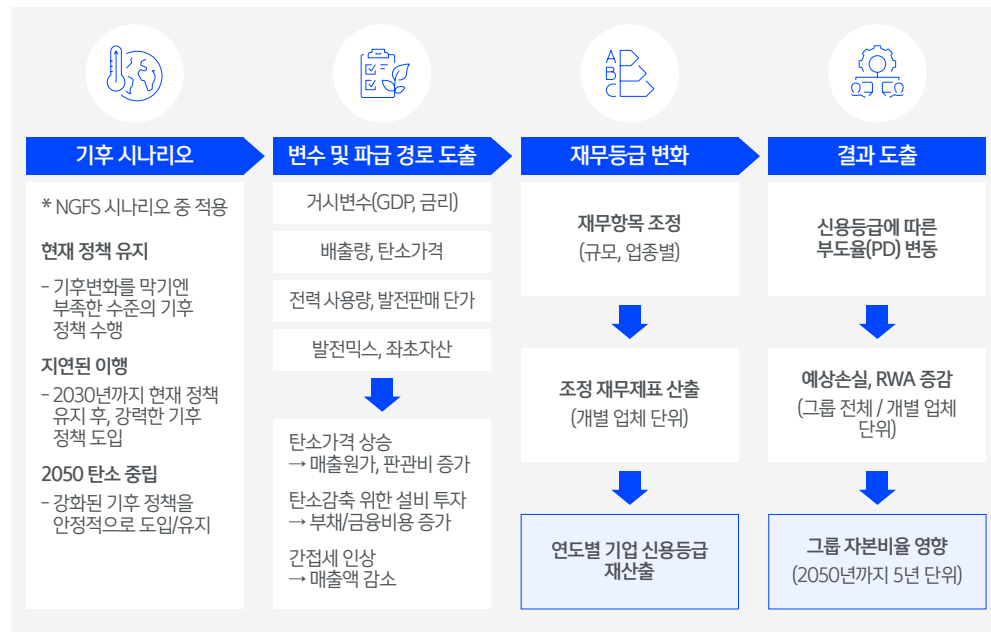 A
B
C
기후 시나리오
* NGFS 시나리오 중 적용
현재 정책 유지
- 기후변화를 막기엔
부족한 수준의 기후
정책 수행
지연된 이행
- 2030년까지 현재 정책
유지 후, 강력한 기후
정책 도입
2050 탄소 중립
- 강화된 기후 정책을
안정적으로 도입/유지
변수 및 파급 경로 도출
거시변수(GDP, 금리)
배출량, 탄소가격
전력 사용량, 발전판매 단가
발전믹스, 좌초자산
탄소가격 상승
→ 매출원가, 판관비 증가
탄소감축 위한 설비 투자
→ 부채/금융비용 증가
간접세 인상
→ 매출액 감소
재무등급 변화
재무항목 조정
(규모, 업종별)
조정 재무제표 산출
(개별 업체 단위)
연도별 기업 신용등급
재산출
결과 도출
신용등급에 따른
부도율(PD) 변동
예상손실, RWA 증감
(그룹 전체 / 개별 업체
단위)
그룹 자본비율 영향
(2050년까지 5년 단위)